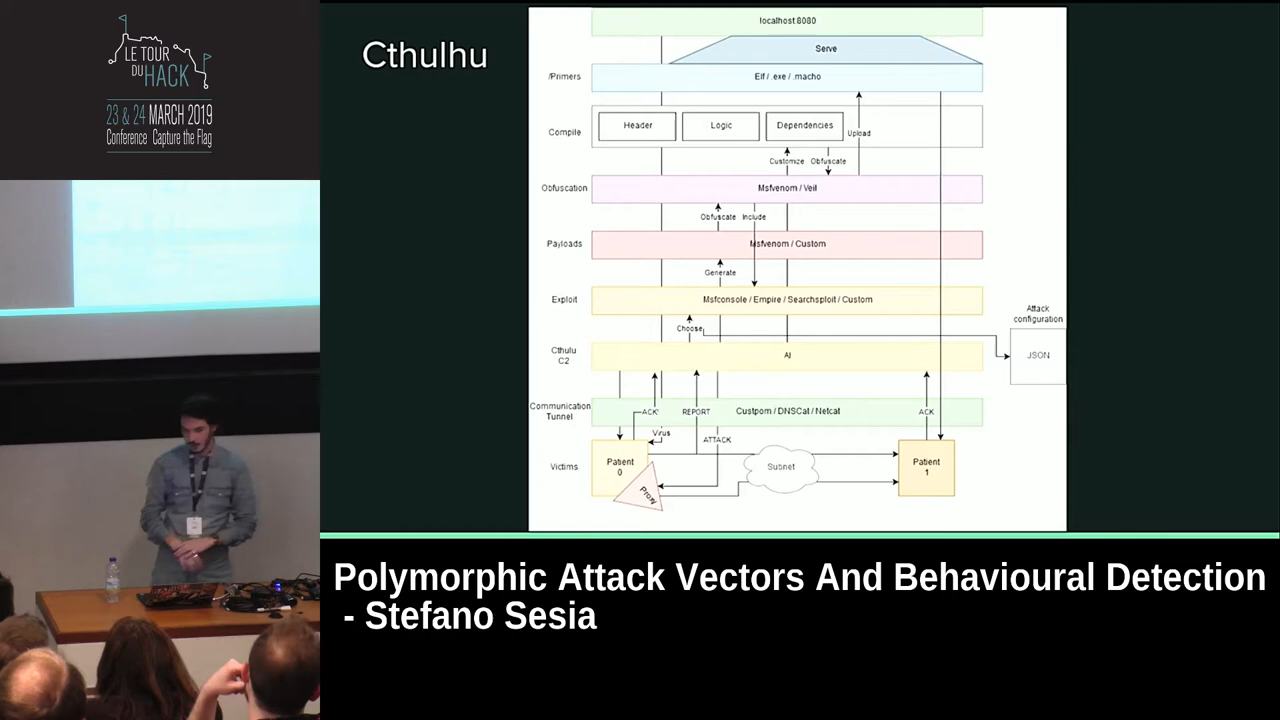 LE TOUR
DU HACK
23 & 24 MARCH 2019
Conference Capture the Flag
Cthulhu
localhost:8080
Serve
/Primers
Elf / .exe / .macho
Compile
Header
Logic
Dependencies
Upload
Customize
Obfuscate
Obfuscation
Msfvenom / Veil
Obfuscate
Include
Payloads
Msfvenom / Custom
Generate
Exploit
Msfconsole / Empire / Searchsploit / Custom
Choose
Attack
configuration
JSON
Cthulu
C2
AI
Communication
Tunnel
ACK
REPORT
Custpom / DNSCat / Netcat
ACK
Virus
ATTACK
Victims
Patient
0
Proxy
Subnet
Patient
1
Polymorphic Attack Vectors And Behavioural Detection
- Stefano Sesia